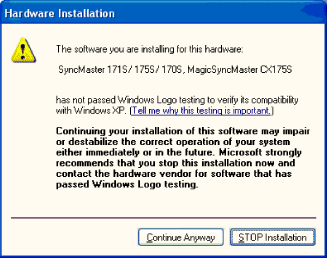 Hardware Installation
The software you are installing for this hardware:
SyncMaster 171S/ 175S/ 170S, MagicSyncMaster CX175S
has not passed Windows Logo testing to verify its compatibility
with Windows XP. (Tell me why this testing is important.)
Continuing your installation of this software may impair
or destabilize the correct operation of your system
either immediately or in the future. Microsoft strongly
recommends that you stop this installation now and
contact the hardware vendor for software that has
passed Windows Logo testing.
Continue Anyway
STOP Installation